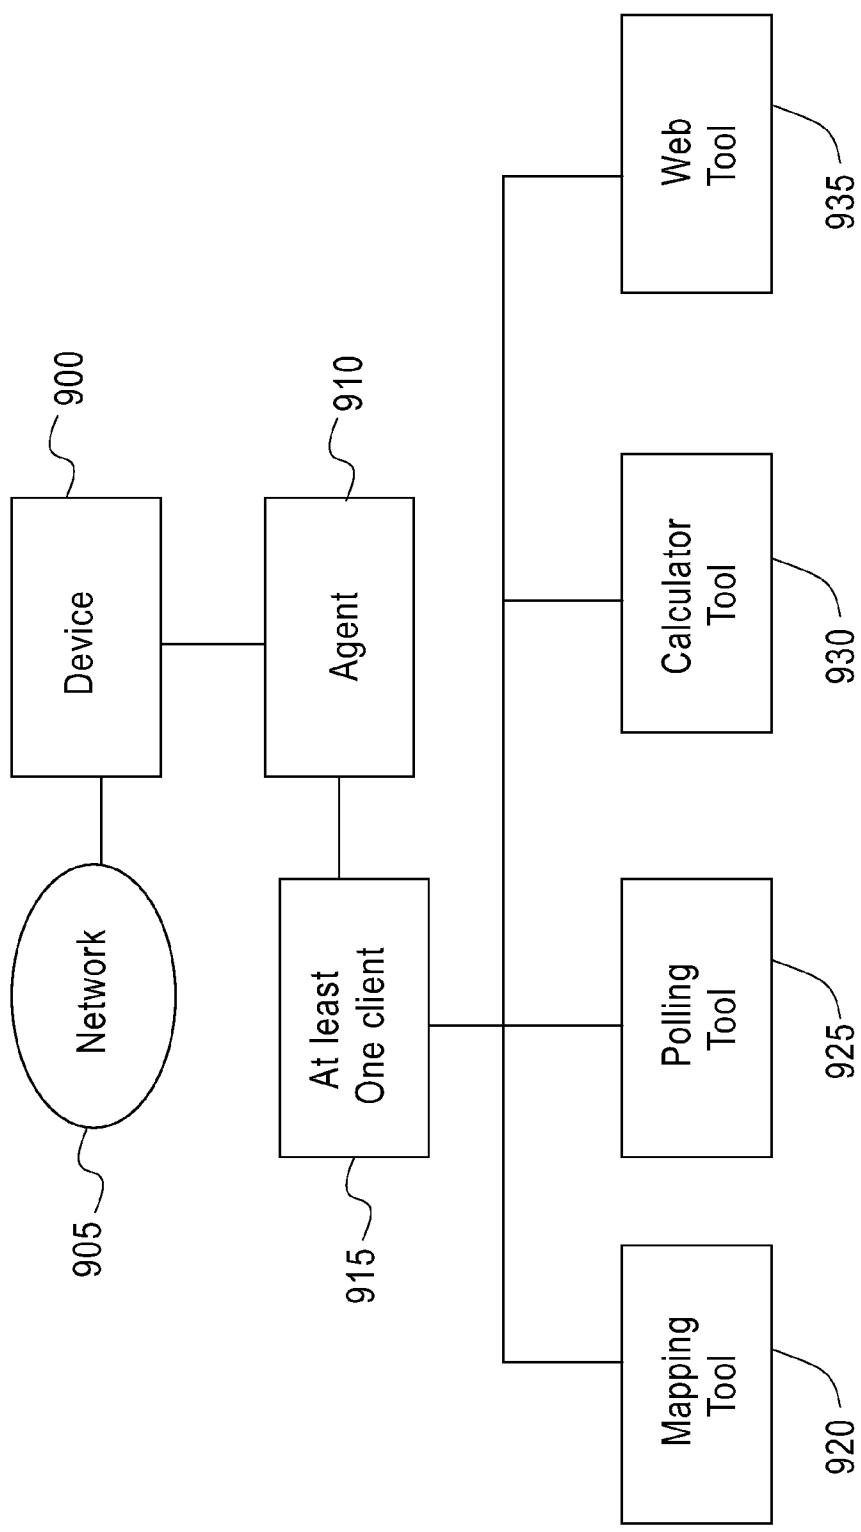 905
Network
Device
900
915
At least
One client
Agent
910
Mapping
Tool
920
Polling
Tool
925
Calculator
Tool
930
Web
Tool
935